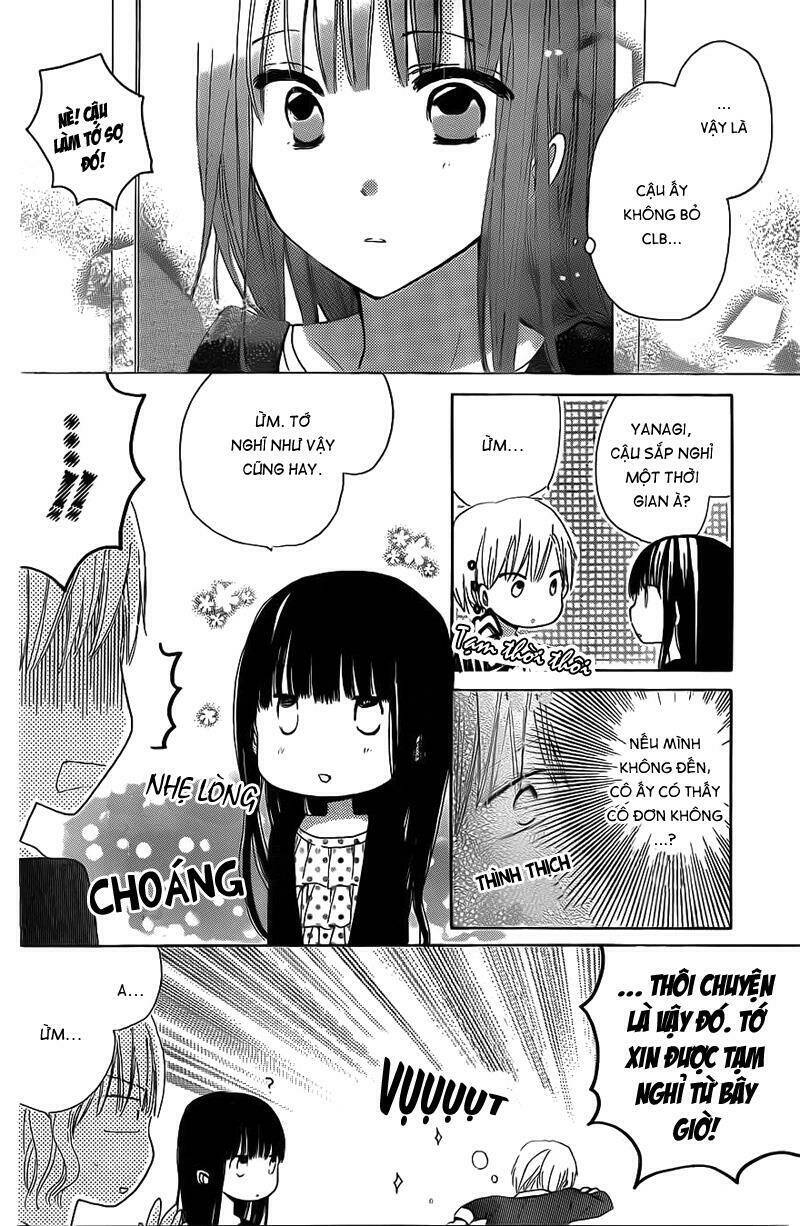 ...
VẬY LÀ
CẬU ẤY
KHÔNG BỎ
CLB...
NÈ! CẬU
LÀM TỚ SỢ
ĐÓ!
YANAGI,
CẬU SẮP NGHỈ
MỘT THỜI
GIAN À?
ỪM...
TẠM THỜI THÔI
NẾU MÌNH
KHÔNG ĐẾN,
CÔ ẤY CÓ THẤY
CÔ ĐƠN KHÔNG
...?
THÌNH THỊCH
ỪM. TỚ
NGHĨ NHƯ VẬY
CŨNG HAY.
NHẸ LÒNG
...!!
CHOÁNG
... THÔI CHUYỆN
LÀ VẬY ĐÓ. TỚ
XIN ĐƯỢC TẠM
NGHỈ TỪ BÂY
GIỜ!
VỤỤỤỤT
?
A...
ỪM...